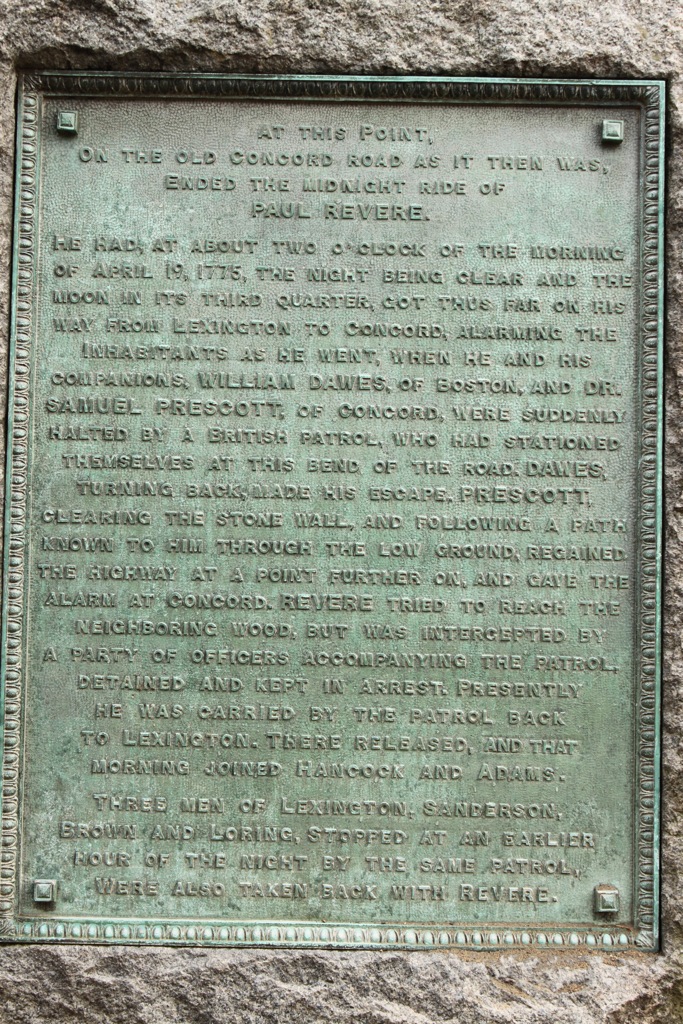 AT THIS POINT,
ON THE OLD CONCORD ROAD AS IT THEN WAS,
ENDED THE MIDNIGHT RIDE OF
PAUL REVERE.
HE HAD, AT ABOUT TWO O'CLOCK OF THE MORNING
OF APRIL 19, 1775, THE NIGHT BEING CLEAR AND THE
MOON IN ITS THIRD QUARTER, GOT THUS FAR ON HIS
WAY FROM LEXINGTON TO CONCORD, ALARMING THE
INHABITANTS AS HE WENT, WHEN HE AND HIS
COMPANIONS, WILLIAM DAWES, OF BOSTON, AND DR.
SAMUEL PRESCOTT, OF CONCORD, WERE SUDDENLY
HALTED BY A BRITISH PATROL, WHO HAD STATIONED
THEMSELVES AT THIS BEND OF THE ROAD. DAWES,
TURNING BACK, MADE HIS ESCAPE. PRESCOTT,
CLEARING THE STONE WALL, AND FOLLOWING A PATH
KNOWN TO HIM THROUGH THE LOW GROUND, REGAINED
THE HIGHWAY AT A POINT FURTHER ON, AND GAVE THE
ALARM AT CONCORD. REVERE TRIED TO REACH THE
NEIGHBORING WOOD, BUT WAS INTERCEPTED BY
A PARTY OF OFFICERS ACCOMPANYING THE PATROL,
DETAINED AND KEPT IN ARREST. PRESENTLY
HE WAS CARRIED BY THE PATROL BACK
TO LEXINGTON. THERE RELEASED, AND THAT
MORNING JOINED HANCOCK AND ADAMS.
THREE MEN OF LEXINGTON, SANDERSON,
BROWN AND LORING, STOPPED AT AN EARLIER
HOUR OF THE NIGHT BY THE SAME PATROL,
WERE ALSO TAKEN BACK WITH REVERE.